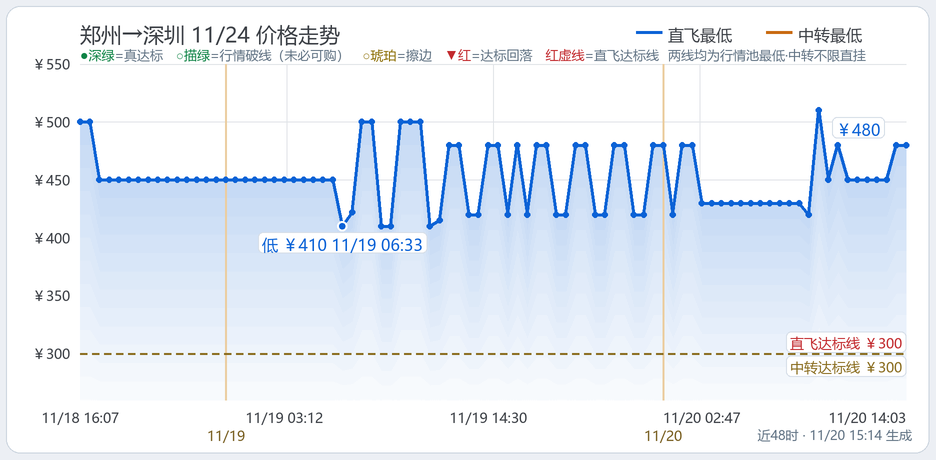 郑州→深圳 11/24 价格走势
直飞最低 中转最低
●深绿=真达标 ○描绿=行情破线（未必可购） ○琥珀=擦边 ▼红=达标回落 红虚线=直飞达标线 两线均为行情池最低·中转不限直挂
¥550
¥500
¥480
¥450
¥400
低 ¥410 11/19 06:33
¥350
直飞达标线 ¥300
¥300
中转达标线 ¥300
11/18 16:07 11/19 03:12 11/19 14:30 11/20 02:47 11/20 14:03
11/19 11/20 近48时 · 11/20 15:14 生成